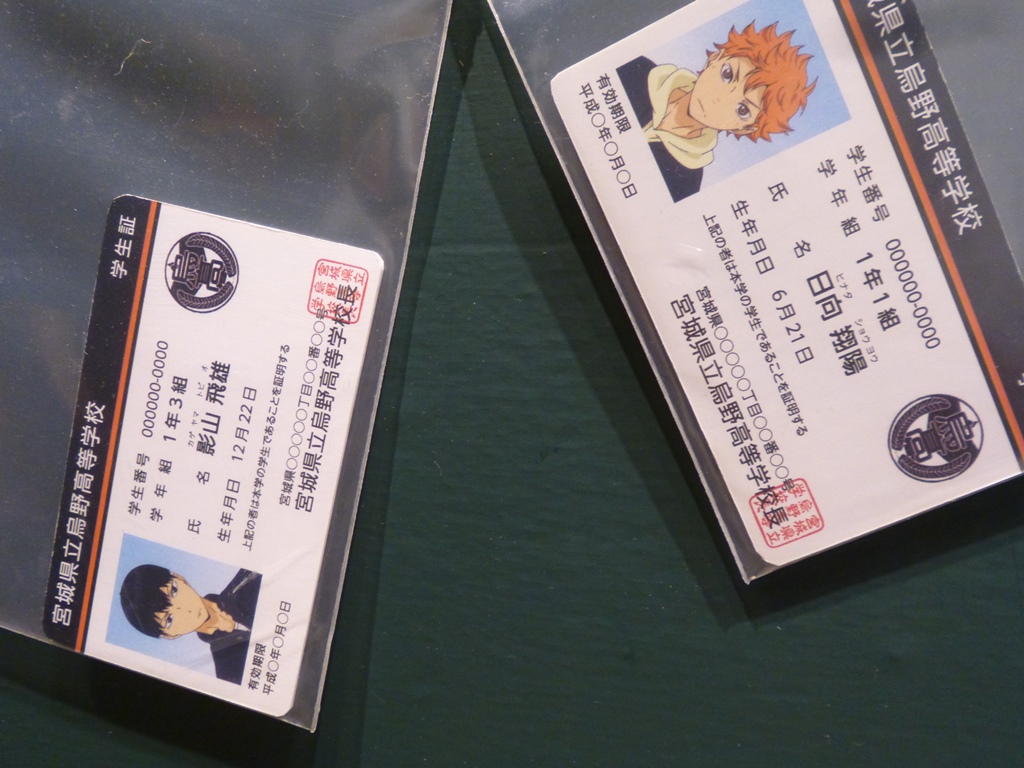 宮城県立烏野高等学校 学生証
学生番号 000000-0000
学年組 1年3組
カゲヤマ トビオ
氏名 影山 飛雄
生年月日 12月22日
上記の者は本学の学生であることを証明する
宮城県○○○○○丁目○○番○○号
宮城県立烏野高等学校校長
有効期限
平成○年○月○日
県立烏野高等学校
学生番号 000000-0000
学年組 1年1組
ヒナタ ショウヨウ
氏名 日向 翔陽
生年月日 6月21日
上記の者は本学の学生であることを証明する
宮城県○○○○○丁目○○番○○号
宮城県立烏野高等学校校長
有効期限
平成○年○月○日